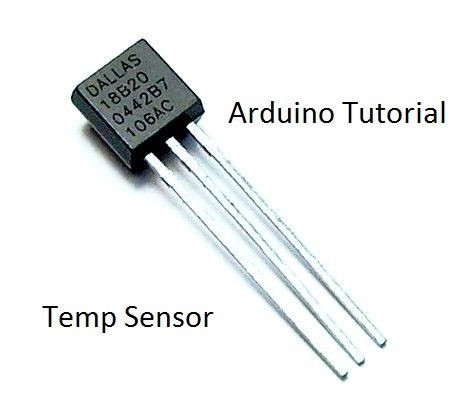 DALLAS
18B20
0442B7
106AC
Arduino Tutorial
Temp Sensor